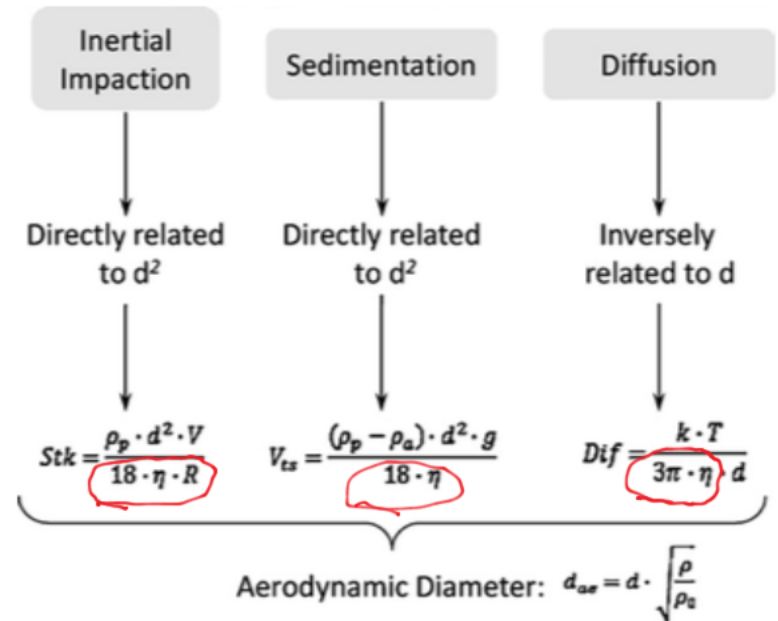 Inertial
Impaction
Sedimentation
Diffusion
Directly related
to d²
Directly related
to d²
Inversely
related to d
Stk = ρₚ · d² · V / 18 · η · R
Vₜₛ = (ρₚ − ρₐ) · d² · g / 18 · η
Dif = k · T / 3π · η · d
Aerodynamic Diameter: dₐₑ = d · √(ρ/ρ₀)